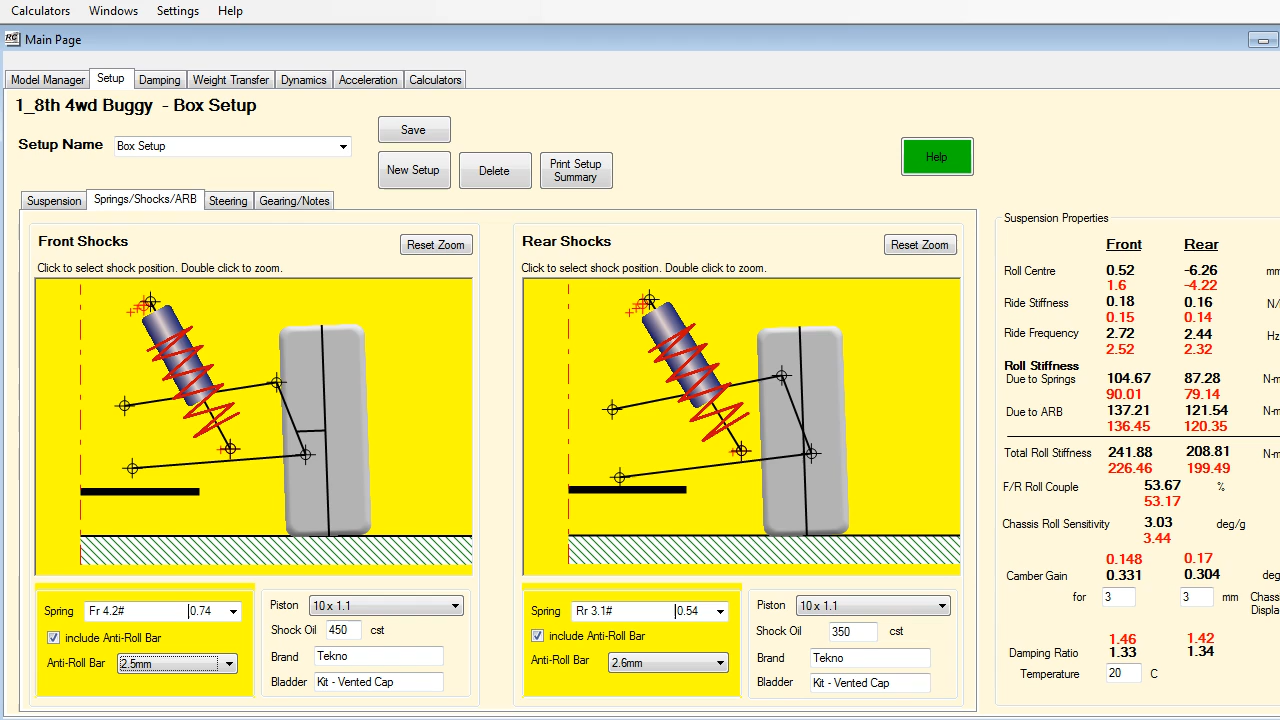 Calculators Windows Settings Help
RC Main Page
Model Manager Setup Damping Weight Transfer Dynamics Acceleration Calculators
1_8th 4wd Buggy - Box Setup
Setup Name Box Setup
Save
New Setup Delete Print Setup Summary
Help
Suspension Springs/Shocks/ARB Steering Gearing/Notes
Front Shocks Reset Zoom
Click to select shock position. Double click to zoom.
Spring Fr 4.2# 0.74
include Anti-Roll Bar
Anti-Roll Bar 2.5mm
Piston 10 x 1.1
Shock Oil 450 cst
Brand Tekno
Bladder Kit - Vented Cap
Rear Shocks Reset Zoom
Click to select shock position. Double click to zoom.
Spring Rr 3.1# 0.54
include Anti-Roll Bar
Anti-Roll Bar 2.6mm
Piston 10 x 1.1
Shock Oil 350 cst
Brand Tekno
Bladder Kit - Vented Cap
Suspension Properties
Front Rear
Roll Centre 0.52 -6.26 mm
1.6 -4.22
Ride Stiffness 0.18 0.16 N/
0.15 0.14
Ride Frequency 2.72 2.44 Hz
2.52 2.32
Roll Stiffness
Due to Springs 104.67 87.28 N-m
90.01 79.14
Due to ARB 137.21 121.54 N-m
136.45 120.35
Total Roll Stiffness 241.88 208.81 N-m
226.46 199.49
F/R Roll Couple 53.67 %
53.17
Chassis Roll Sensitivity 3.03 deg/g
3.44
0.148 0.17
Camber Gain 0.331 0.304 deg
for 3 3 mm Chass
Displa
1.46 1.42
Damping Ratio 1.33 1.34
Temperature 20 C